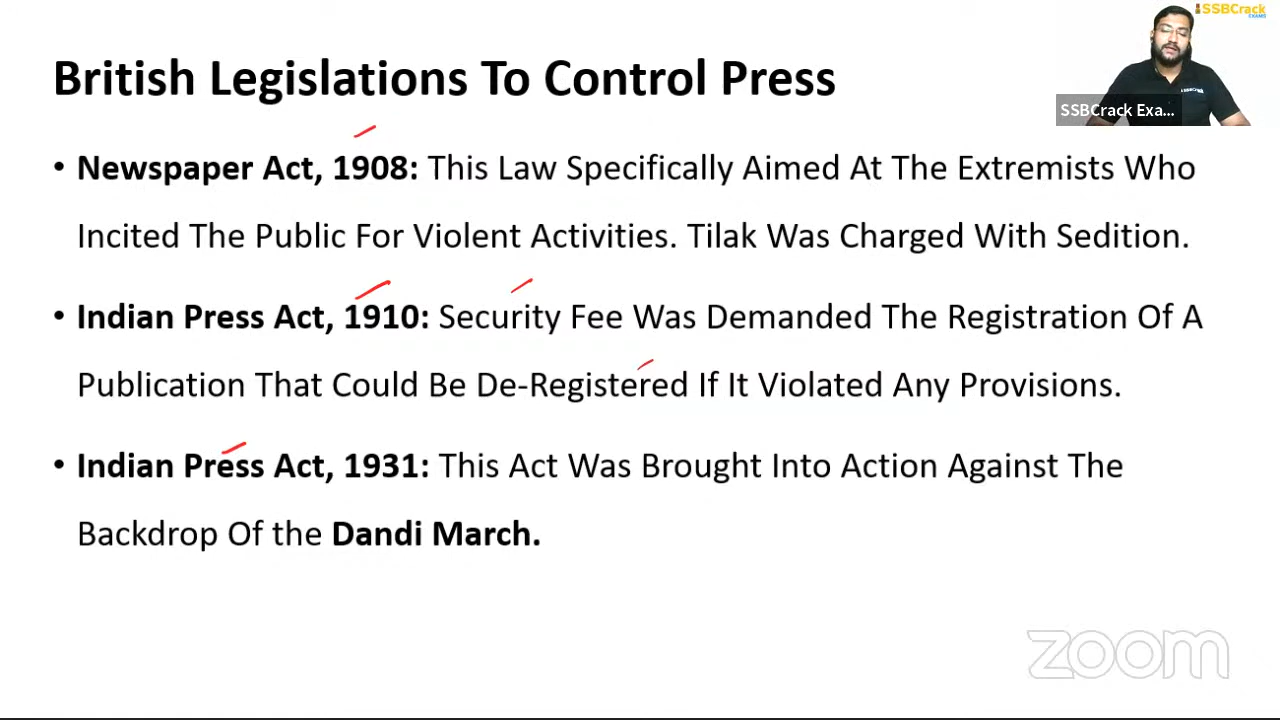 SSBCrack
EXAMS
British Legislations To Control Press
SSBCrack Exa...
• Newspaper Act, 1908: This Law Specifically Aimed At The Extremists Who
Incited The Public For Violent Activities. Tilak Was Charged With Sedition.
• Indian Press Act, 1910: Security Fee Was Demanded The Registration Of A
Publication That Could Be De-Registered If It Violated Any Provisions.
• Indian Press Act, 1931: This Act Was Brought Into Action Against The
Backdrop Of the Dandi March.
zoom